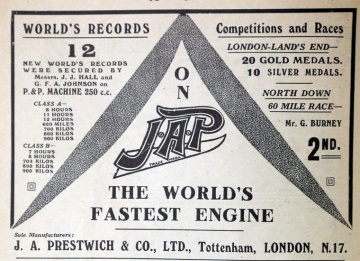 WORLD'S RECORDS
12
NEW WORLD'S RECORDS
WERE SECURED BY
Messrs. J. J. HALL and
G. F. A. JOHNSON on
P. & P. MACHINE 250 c.c.
CLASS A—
6 HOURS
11 HOURS
12 HOURS
600 MILES
700 KILOS
800 KILOS
900 KILOS
CLASS B—
7 HOURS
8 HOURS
700 KILOS
800 KILOS
900 KILOS
ON
J·A·P
TRADE MARK
Competitions and Races
LONDON-LAND'S END—
20 GOLD MEDALS.
10 SILVER MEDALS.
NORTH DOWN
60 MILE RACE—
Mr. G. BURNEY
2ND.
THE WORLD'S
FASTEST ENGINE
Sole Manufacturers:
J. A. PRESTWICH & CO., LTD., Tottenham, LONDON, N.17.